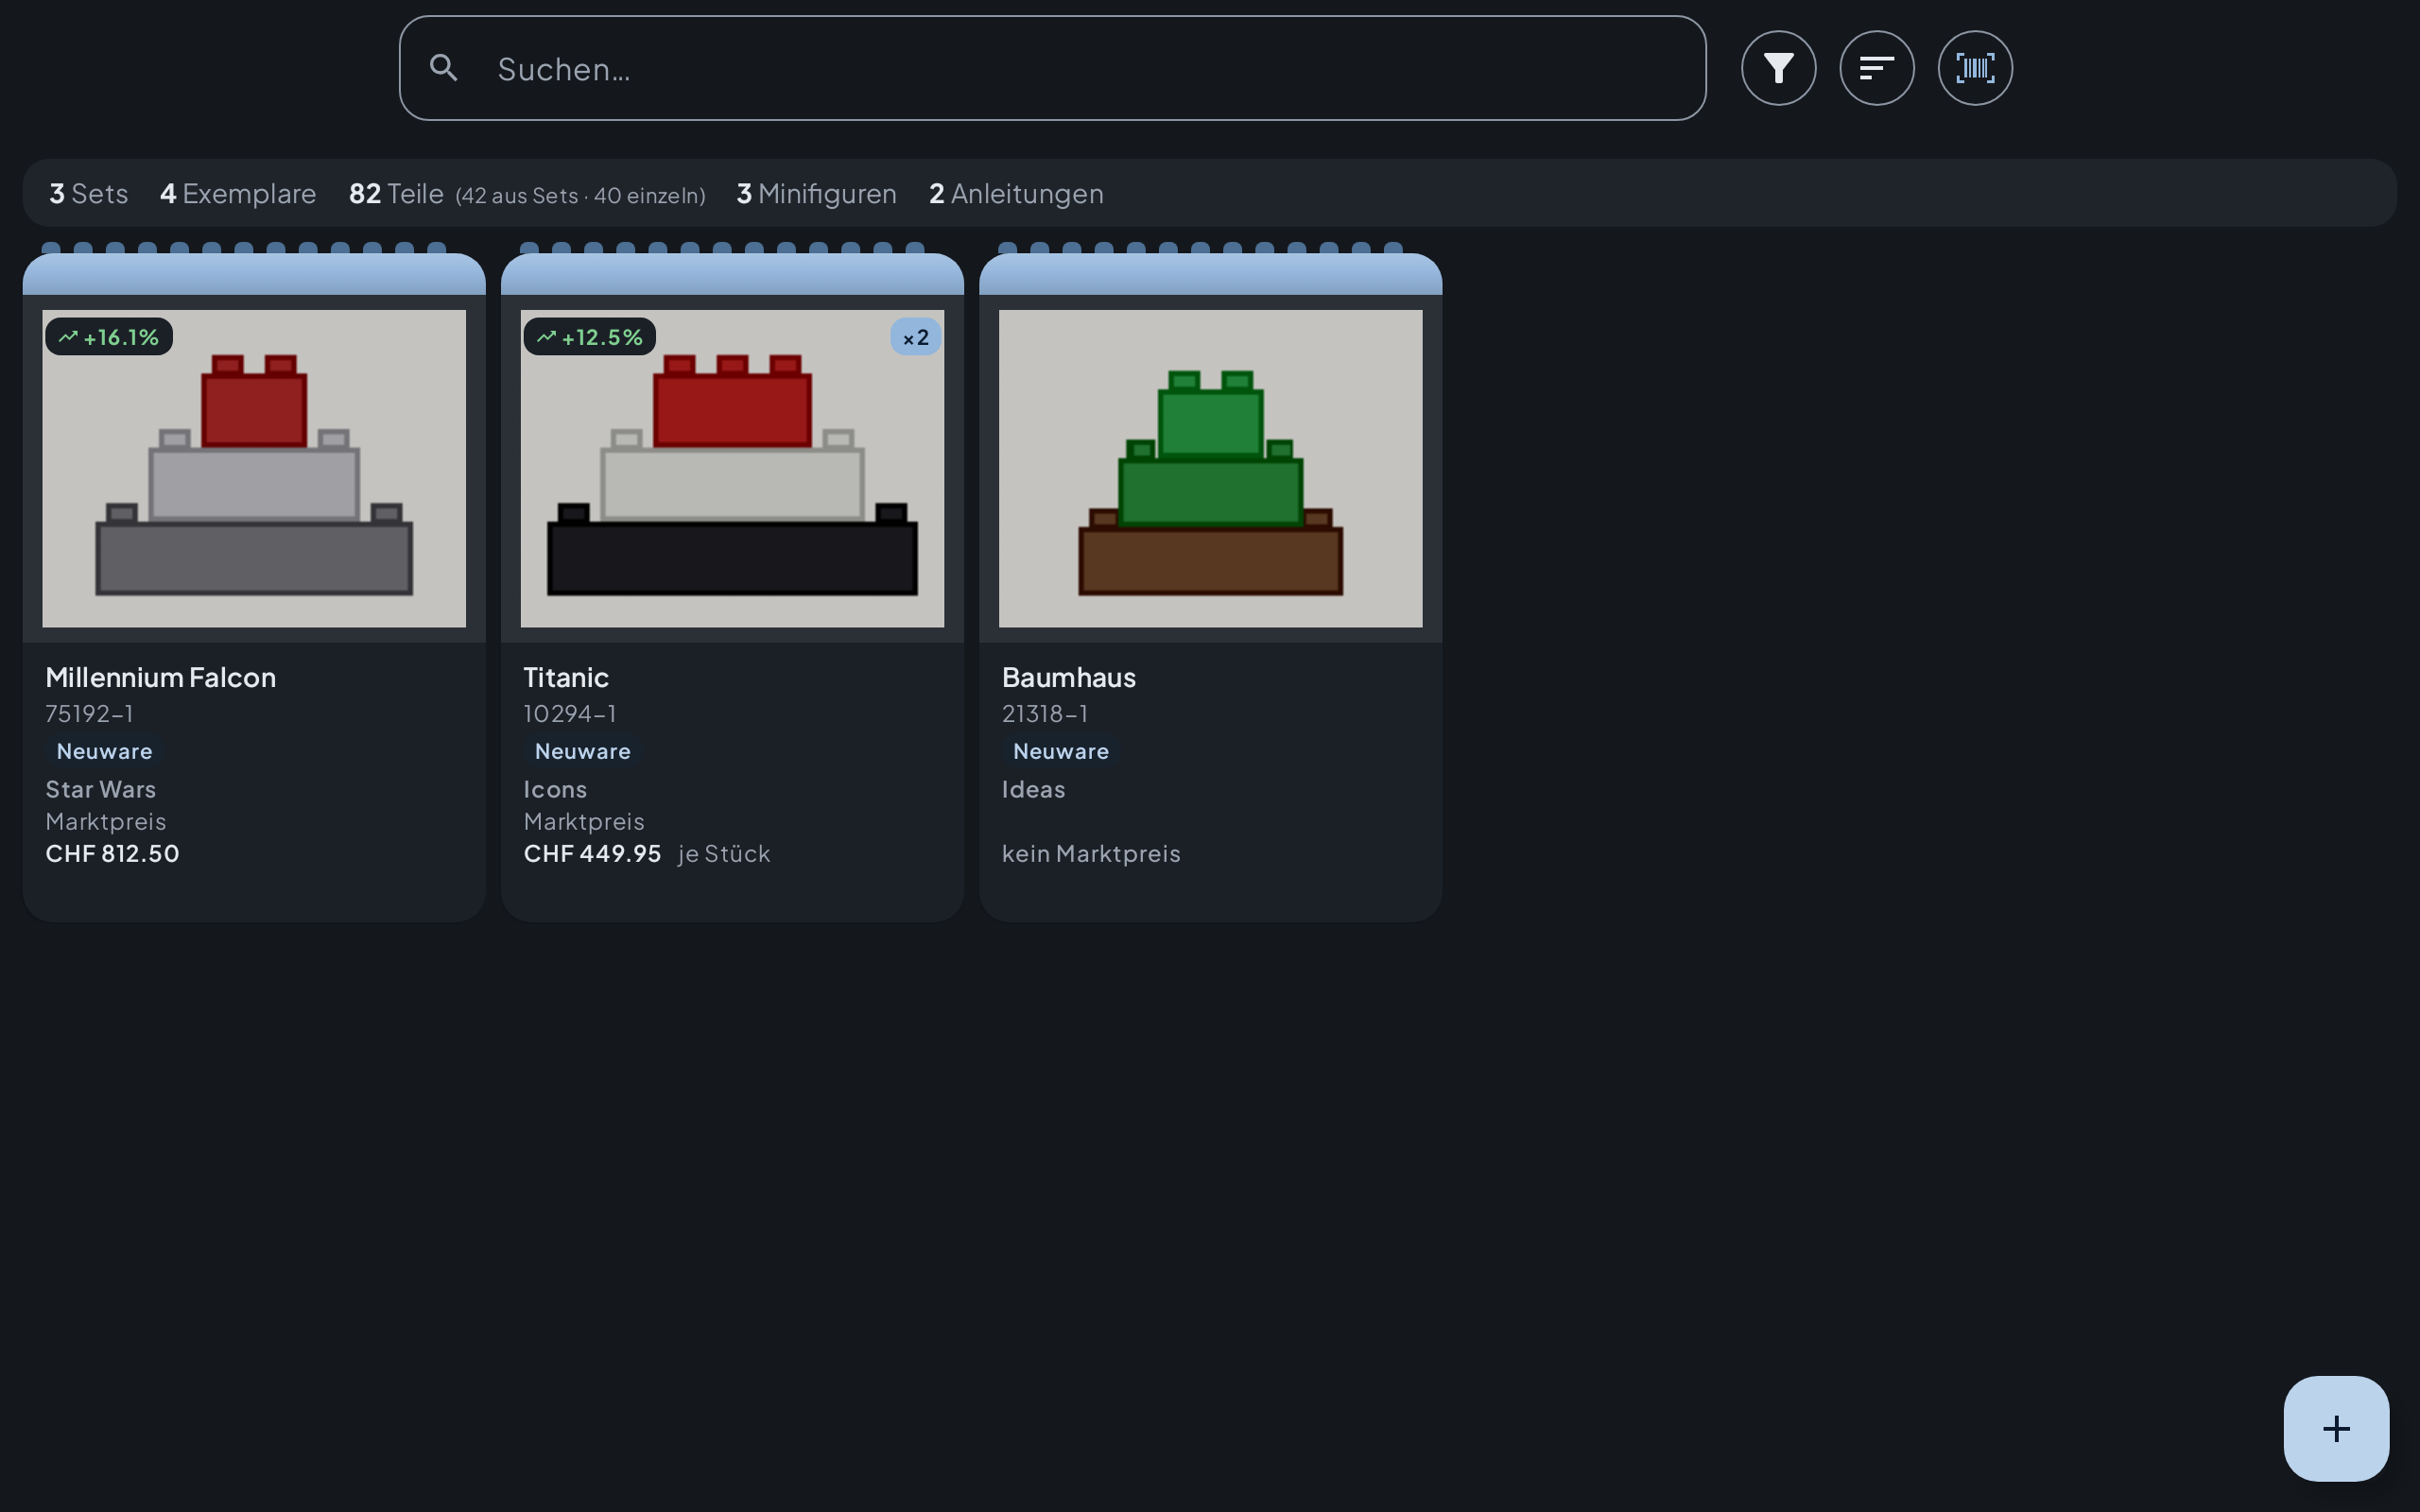 Suchen...
3 Sets 4 Exemplare 82 Teile (42 aus Sets · 40 einzeln) 3 Minifiguren 2 Anleitungen
+16.1%
+12.5%
×2
Millennium Falcon
75192-1
Neuware
Star Wars
Marktpreis
CHF 812.50
Titanic
10294-1
Neuware
Icons
Marktpreis
CHF 449.95 je Stück
Baumhaus
21318-1
Neuware
Ideas
kein Marktpreis